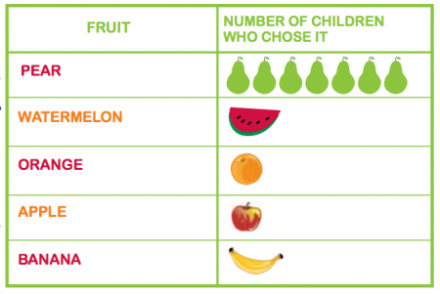 FRUIT
NUMBER OF CHILDREN
WHO CHOSE IT
PEAR
WATERMELON
ORANGE
APPLE
BANANA